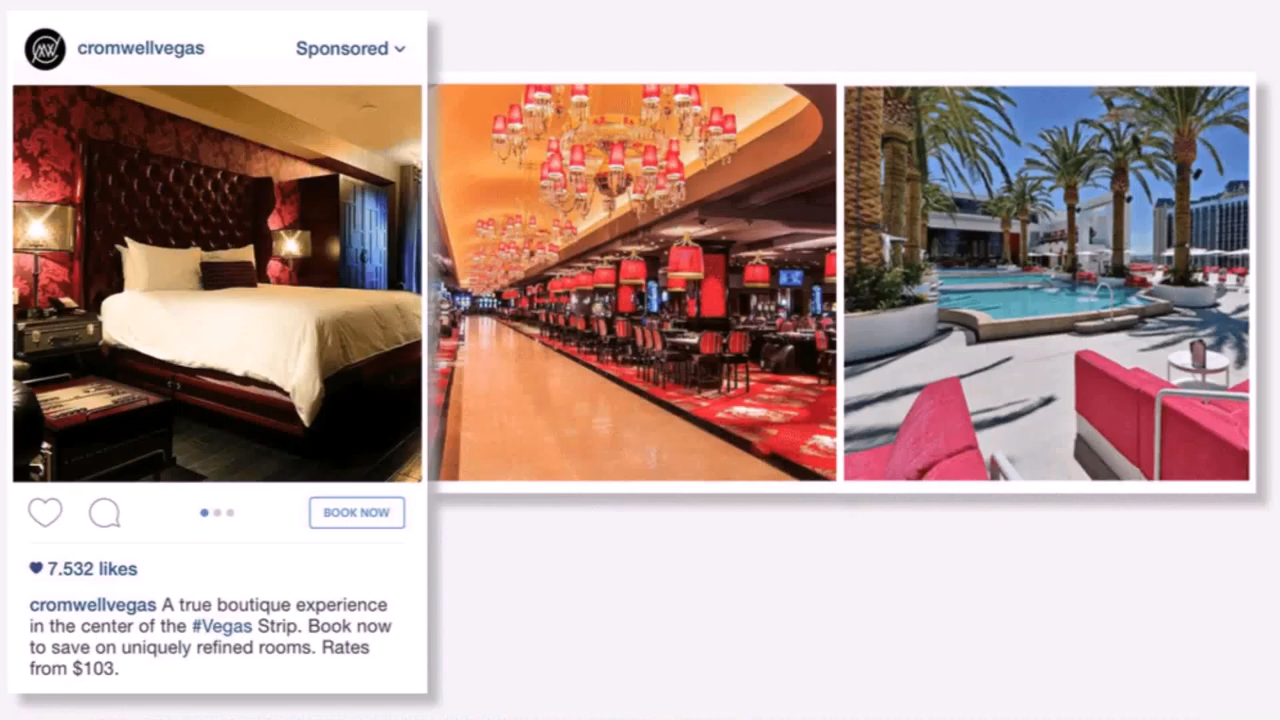 cromwellvegas
Sponsored
BOOK NOW
7.532 likes
cromwellvegas A true boutique experience
in the center of the #Vegas Strip. Book now
to save on uniquely refined rooms. Rates
from $103.